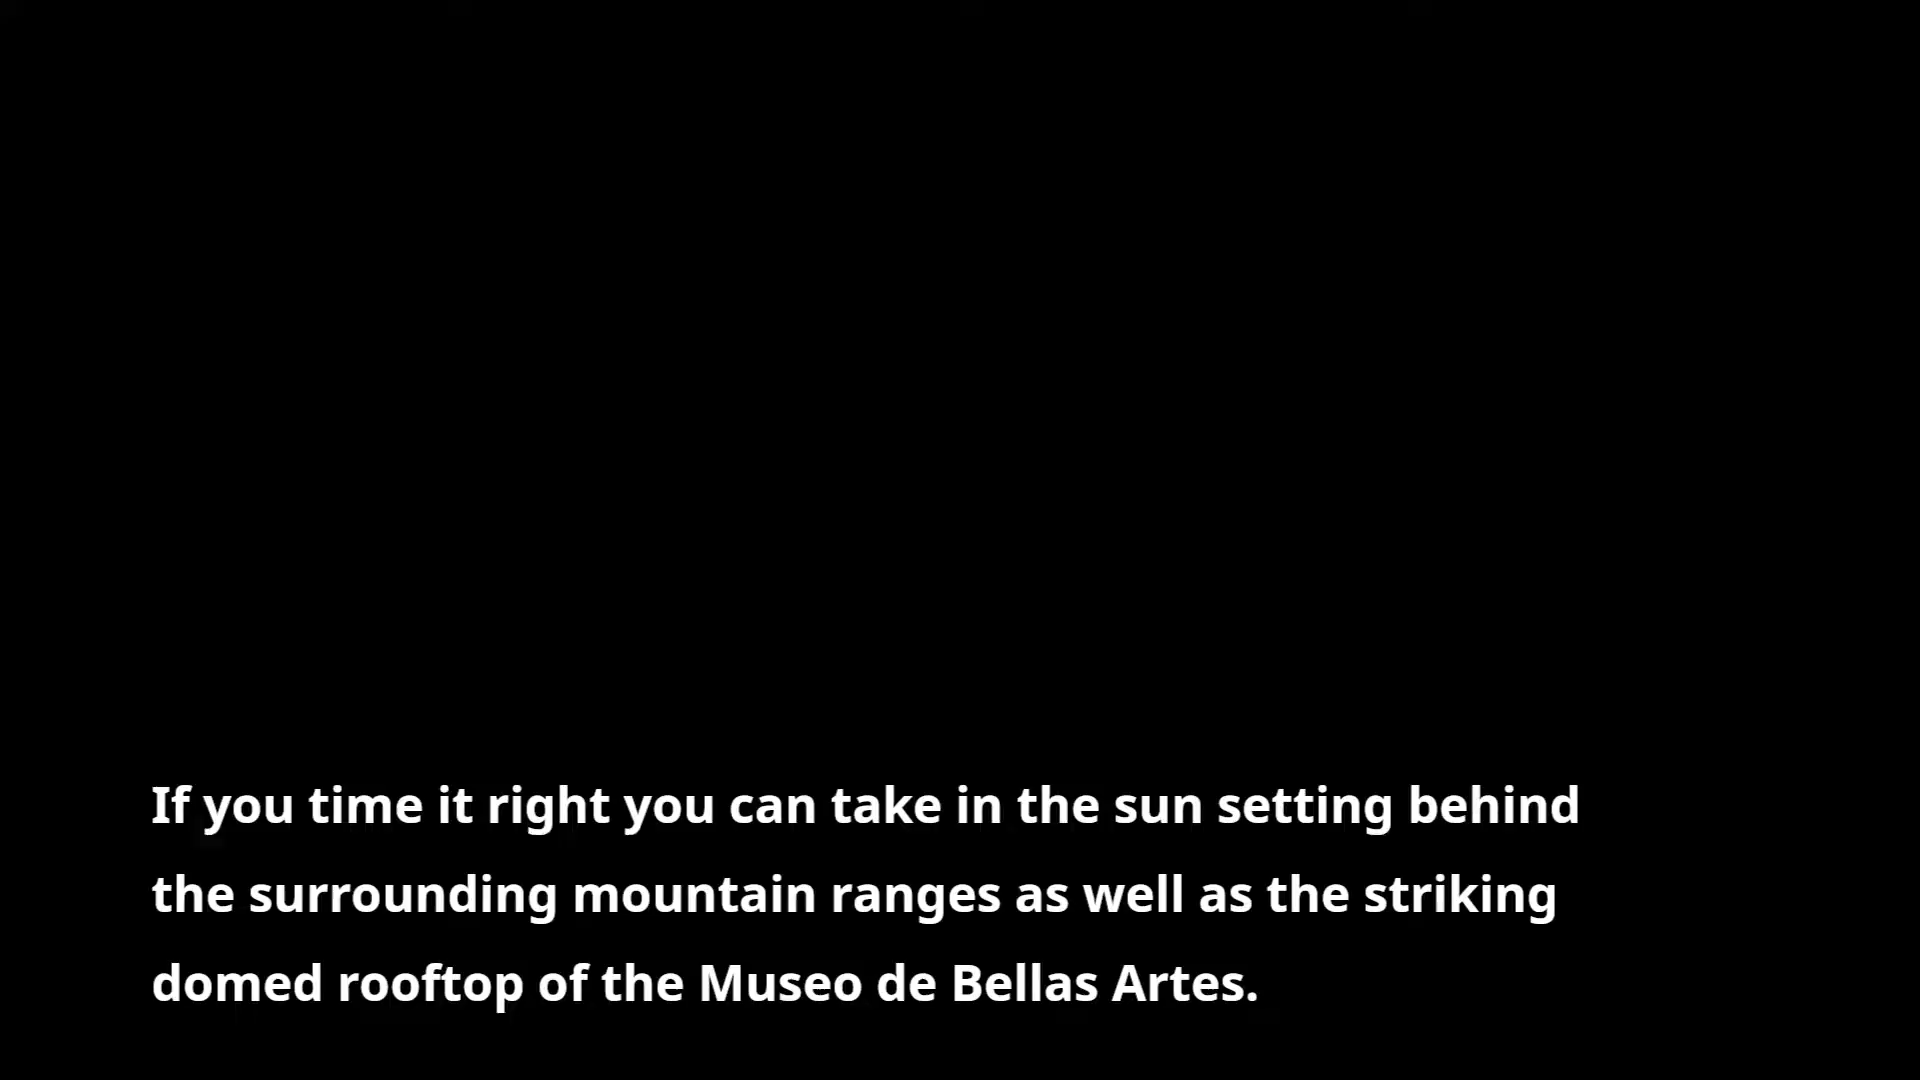 If you time it right you can take in the sun setting behind
the surrounding mountain ranges as well as the striking
domed rooftop of the Museo de Bellas Artes.